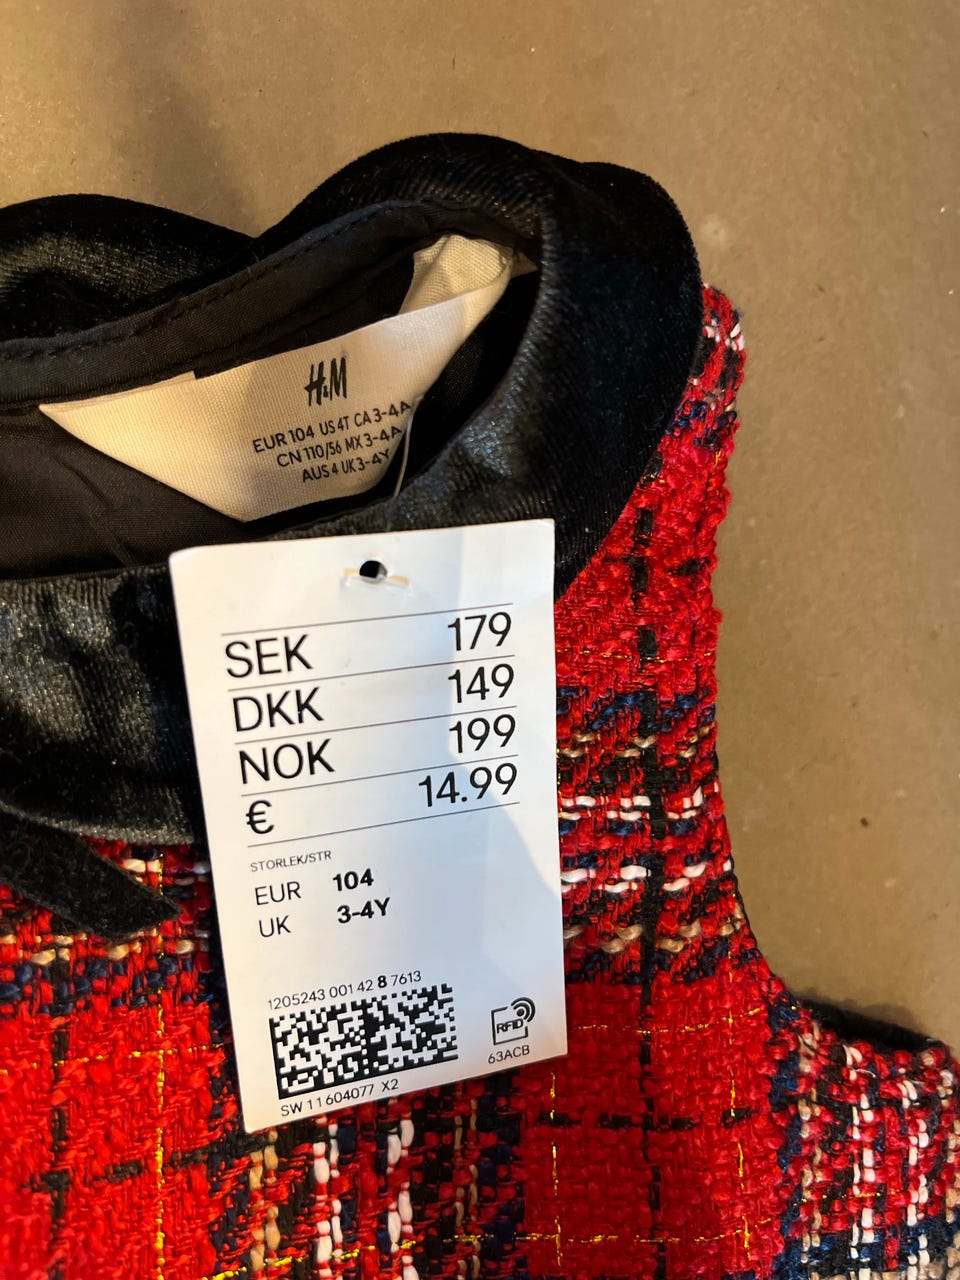 H&M
EUR 104 US 4T CA 3-4A
CN 110/56 MX 3-4A
AUS 4 UK 3-4Y
SEK 179
DKK 149
NOK 199
€ 14.99
STORLEK/STR
EUR 104
UK 3-4Y
1205243 001 42 8 7613
RFID
63ACB
SW 11604077 X2